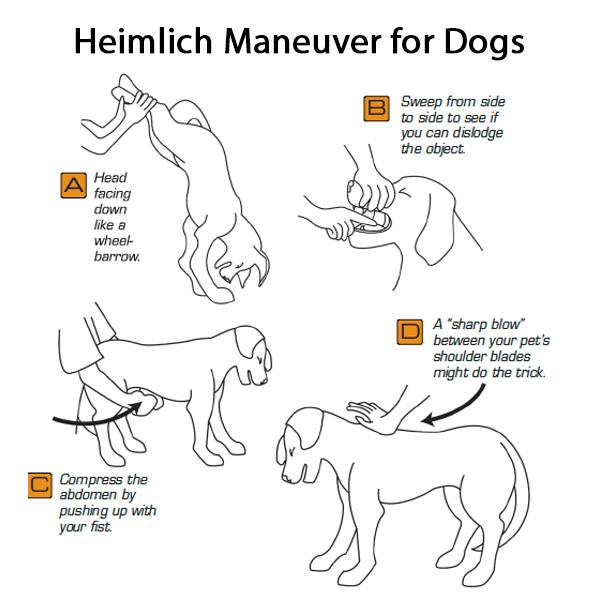 Heimlich Maneuver for Dogs
A
Head
facing
down
like a
wheel-
barrow.
B
Sweep from side
to side to see if
you can dislodge
the object.
C
Compress the
abdomen by
pushing up with
your fist.
D
A "sharp blow"
between your pet's
shoulder blades
might do the trick.